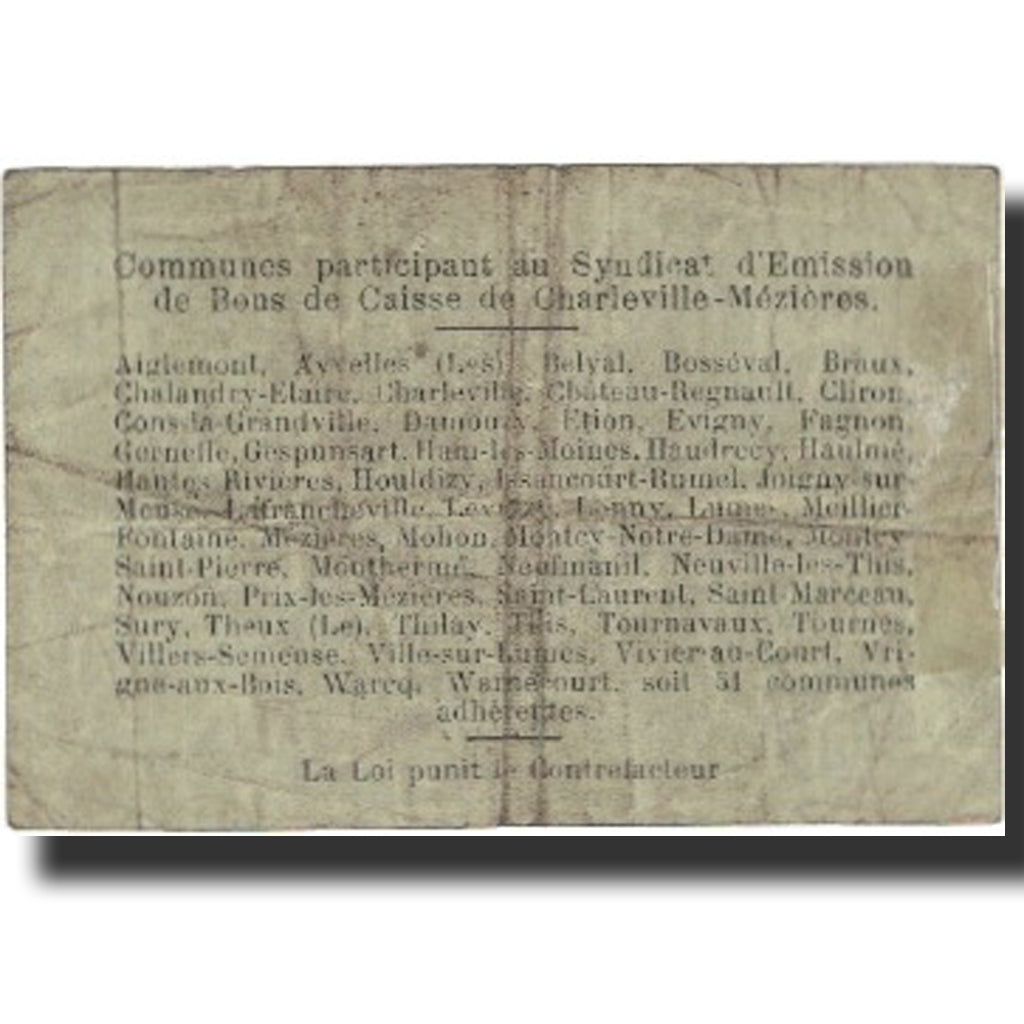 Communes participant au Syndicat d'Emission
de Bons de Caisse de Charleville-Mézières.
Aiglemont, Ayvelles (Les), Belval, Bosséval, Braux,
Chalandry-Elaire, Charleville, Château-Regnault, Cliron,
Cons-la-Grandville, Damouzy, Etion, Evigny, Fagnon,
Gernelle, Gespunsart, Ham-les-Moines, Haudrecy, Haulmé,
Hautes Rivières, Houldizy, Issancourt-Rumel, Joigny-sur-
Meuse, Lafrancheville, Lonny, Lumes, Meillier-
Fontaine, Mézières, Mohon, Montcy-Notre-Dame, Montcy-
Saint-Pierre, Monthermé, Neufmanil, Neuville-les-This,
Nouzon, Prix-les-Mézières, Saint-Laurent, Saint-Marceau,
Sury, Theux (Le), Thilay, This, Tournavaux, Tournes,
Villers-Semeuse, Ville-sur-Lumes, Vivier-au-Court, Vri-
gne-aux-Bois, Warcq, Warnécourt, soit 51 communes
adhérentes.
La Loi punit le Contrefacteur